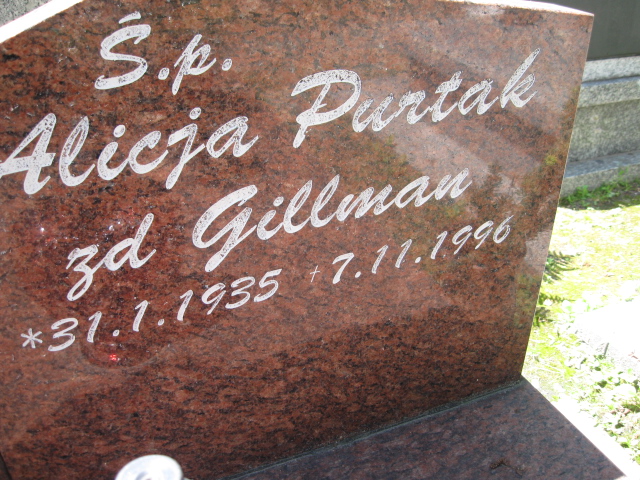 Ś.p.
Alicja Purtak
zd Gillman
*31.1.1935 +7.11.1996